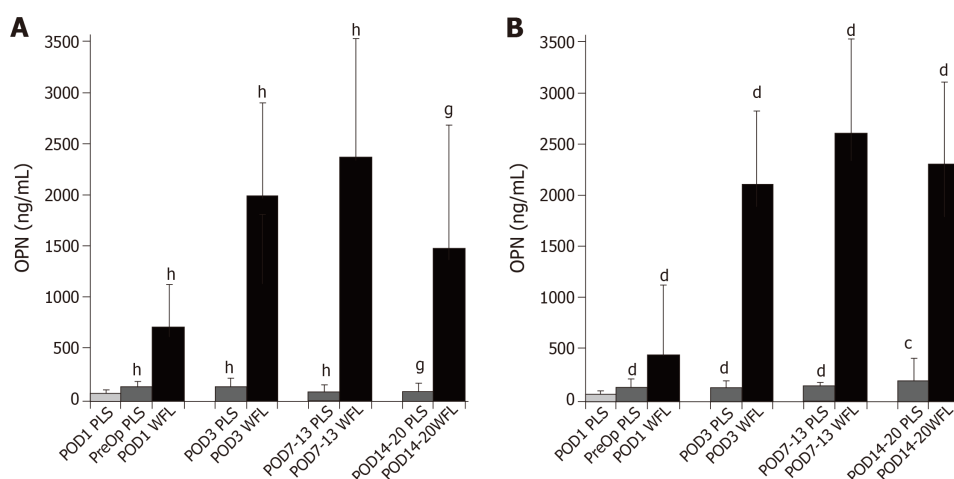 A
3500
3000
2500
2000
1500
1000
500
0
OPN (ng/mL)
h
h
h
h
h
h
g
g
POD1 PLS
PreOp PLS
POD1 WFL
POD3 PLS
POD3 WFL
POD7-13 PLS
POD7-13 WFL
POD14-20 PLS
POD14-20WFL
B
3500
3000
2500
2000
1500
1000
500
0
OPN (ng/mL)
d
d
d
d
d
d
c
d
POD1 PLS
PreOp PLS
POD1 WFL
POD3 PLS
POD3 WFL
POD7-13 PLS
POD7-13 WFL
POD14-20 PLS
POD14-20WFL